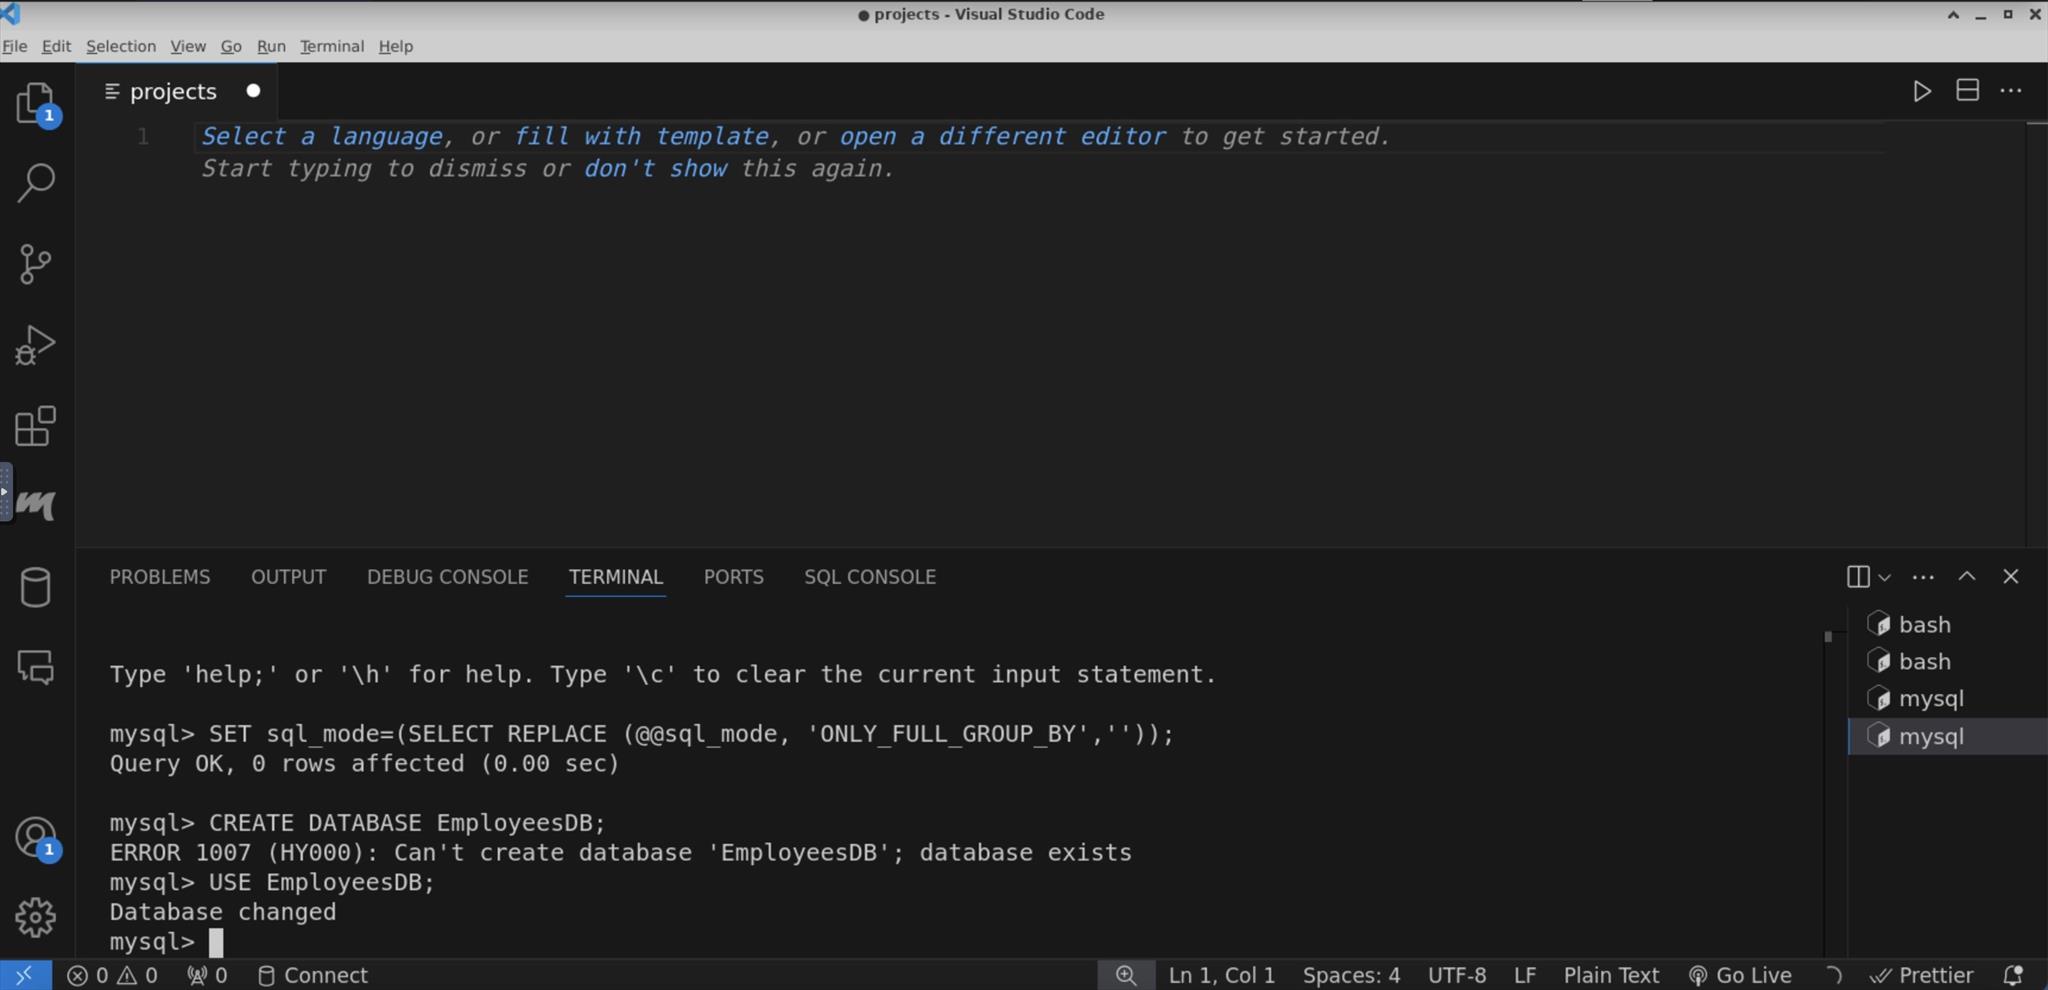 projects - Visual Studio Code
File Edit Selection View Go Run Terminal Help
projects
1
1 Select a language, or fill with template, or open a different editor to get started.
Start typing to dismiss or don't show this again.
PROBLEMS OUTPUT DEBUG CONSOLE TERMINAL PORTS SQL CONSOLE
bash
bash
mysql
mysql
Type 'help;' or '\h' for help. Type '\c' to clear the current input statement.
mysql> SET sql_mode=(SELECT REPLACE (@@sql_mode, 'ONLY_FULL_GROUP_BY',''));
Query OK, 0 rows affected (0.00 sec)
mysql> CREATE DATABASE EmployeesDB;
ERROR 1007 (HY000): Can't create database 'EmployeesDB'; database exists
mysql> USE EmployeesDB;
Database changed
mysql>
1
0 0 0 Connect Ln 1, Col 1 Spaces: 4 UTF-8 LF Plain Text Go Live Prettier